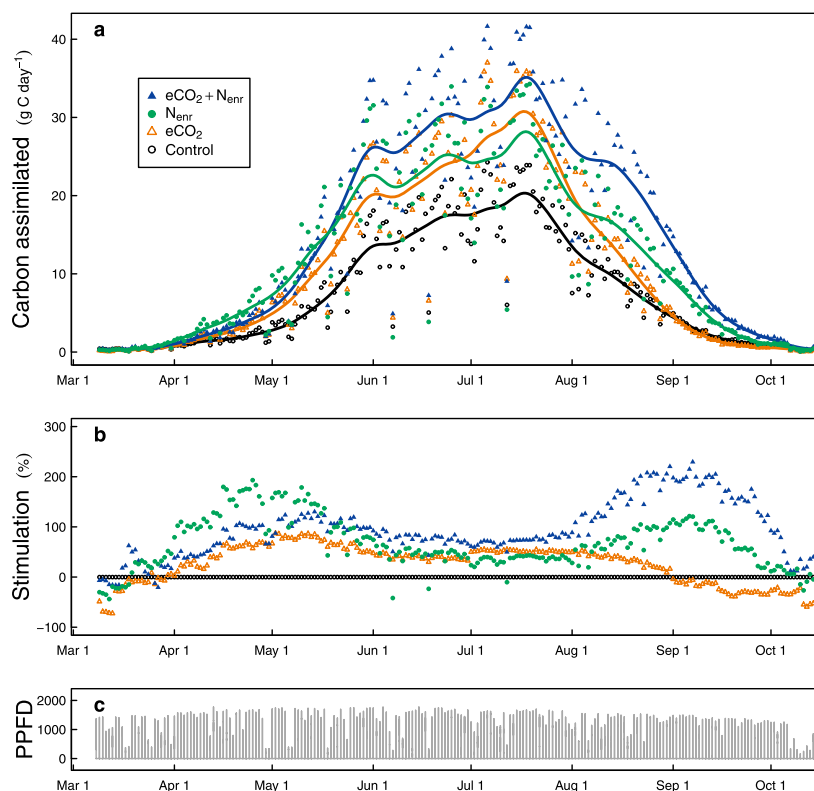 a
Carbon assimilated (g C day⁻¹)
40
30
20
10
0
eCO₂ + Nenr
Nenr
eCO₂
Control
Mar 1 Apr 1 May 1 Jun 1 Jul 1 Aug 1 Sep 1 Oct 1
b
Stimulation (%)
300
200
100
0
−100
Mar 1 Apr 1 May 1 Jun 1 Jul 1 Aug 1 Sep 1 Oct 1
c
PPFD
2000
1000
0
Mar 1 Apr 1 May 1 Jun 1 Jul 1 Aug 1 Sep 1 Oct 1